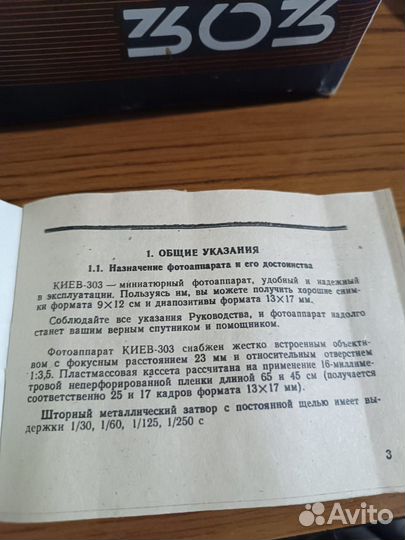 303
1. ОБЩИЕ УКАЗАНИЯ
1.1. Назначение фотоаппарата и его достоинства
КИЕВ-303 — миниатюрный фотоаппарат, удобный и надежный
в эксплуатации. Пользуясь им, вы можете получить хорошие сним-
ки формата 9×12 см и диапозитивы формата 13×17 мм.
Соблюдайте все указания Руководства, и фотоаппарат надолго
станет вашим верным спутником и помощником.
Фотоаппарат КИЕВ-303 снабжен жестко встроенным объекти-
вом с фокусным расстоянием 23 мм и относительным отверстием
1:3,5. Пластмассовая кассета рассчитана на применение 16-миллиме-
тровой неперфорированной пленки длиной 65 и 45 см (получается
соответственно 25 и 17 кадров формата 13×17 мм).
Шторный металлический затвор с постоянной щелью имеет вы-
держки 1/30, 1/60, 1/125, 1/250 с
3
Avito